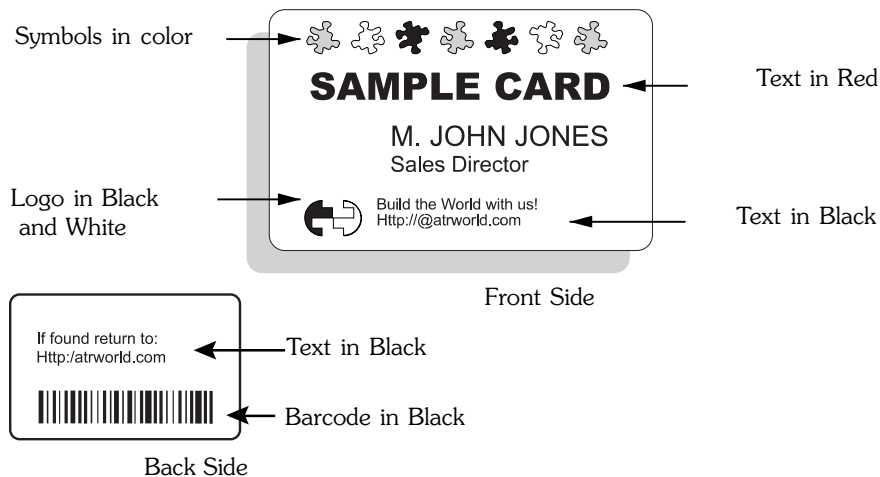 Symbols in color
SAMPLE CARD
Text in Red
M. JOHN JONES
Sales Director
Logo in Black
and White
Build the World with us!
Http://@atrworld.com
Text in Black
Front Side
If found return to:
Http:/atrworld.com
Text in Black
Barcode in Black
Back Side